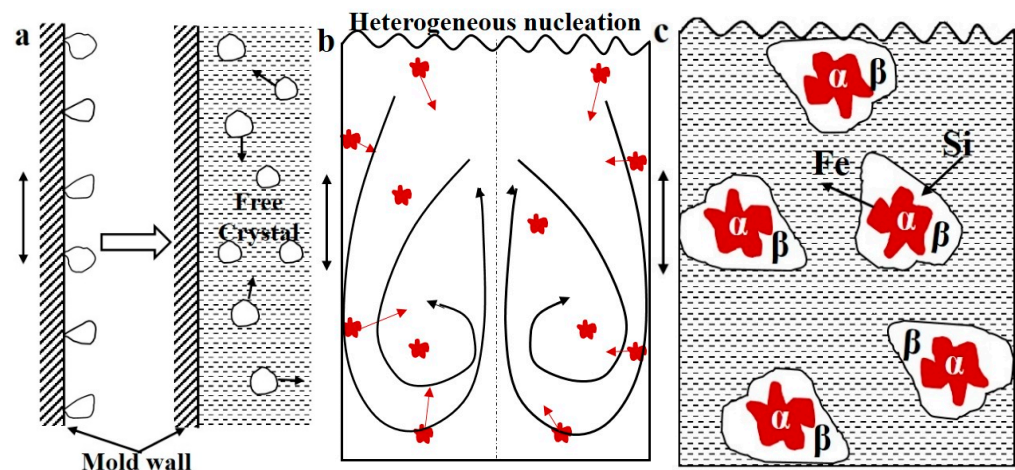 a
Free
Crystal
Mold wall
Heterogeneous nucleation
b
c
α
β
Si
Fe
α
β
α
β
β
α
α
β